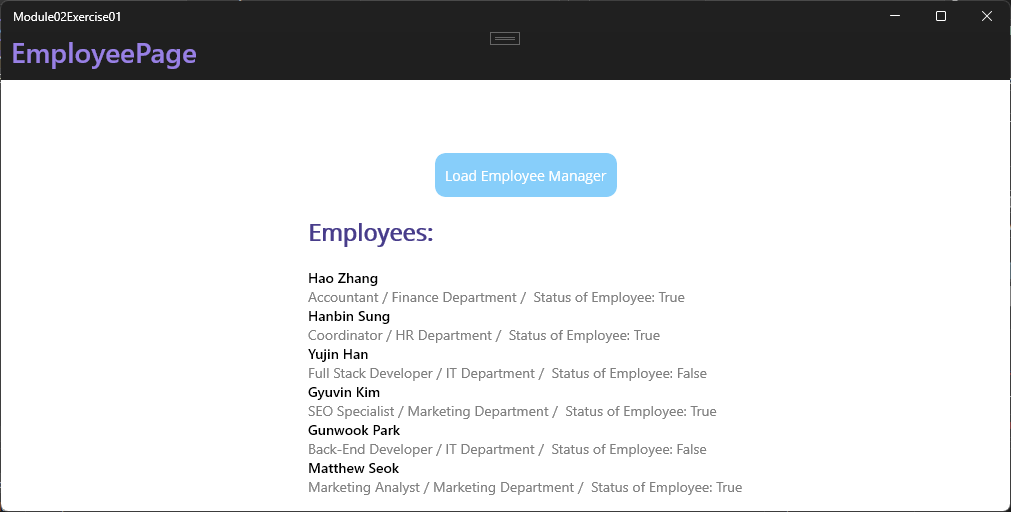 Module02Exercise01
EmployeePage
Load Employee Manager
Employees:
Hao Zhang
Accountant / Finance Department /  Status of Employee: True
Hanbin Sung
Coordinator / HR Department /  Status of Employee: True
Yujin Han
Full Stack Developer / IT Department /  Status of Employee: False
Gyuvin Kim
SEO Specialist / Marketing Department /  Status of Employee: True
Gunwook Park
Back-End Developer / IT Department /  Status of Employee: False
Matthew Seok
Marketing Analyst / Marketing Department /  Status of Employee: True